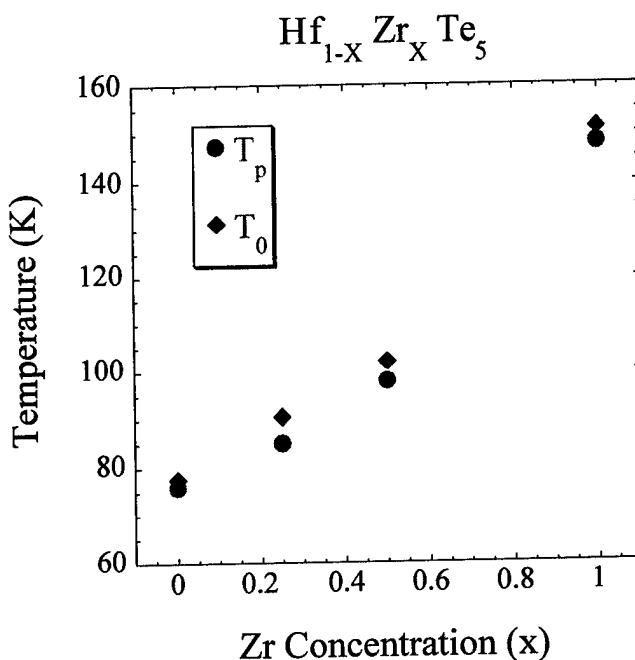 Hf1-X ZrX Te5
160
140
120
100
80
60
Temperature (K)
Tp
T0
0 0.2 0.4 0.6 0.8 1
Zr Concentration (x)